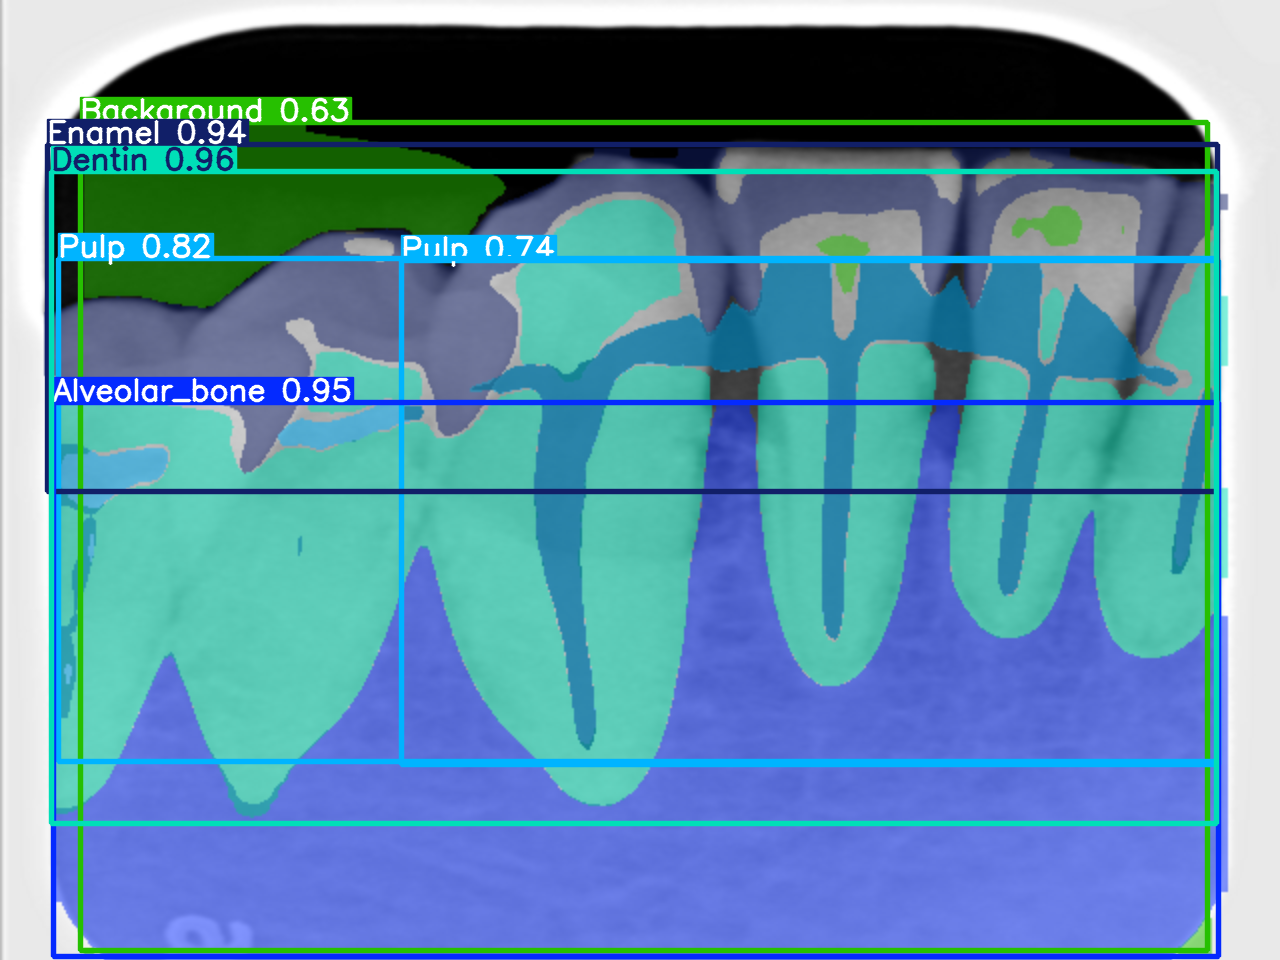 Background 0.63
Enamel 0.94
Dentin 0.96
Pulp 0.82
Pulp 0.74
Alveolar_bone 0.95